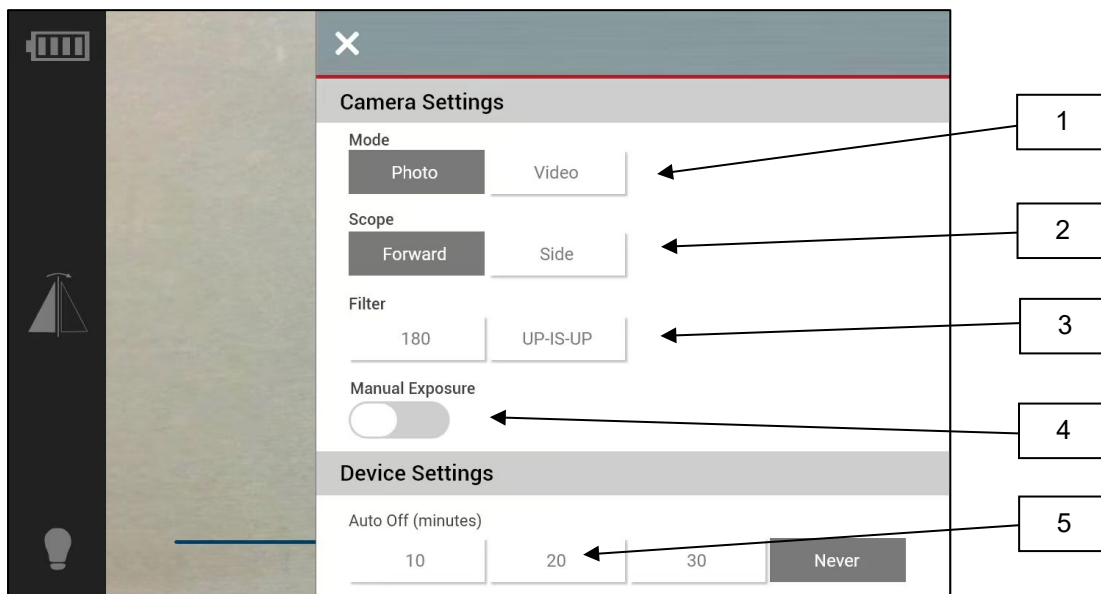 Camera Settings
Mode
Photo Video
1
Scope
Forward Side
2
Filter
180 UP-IS-UP
3
Manual Exposure
4
Device Settings
Auto Off (minutes)
5
10 20 30 Never